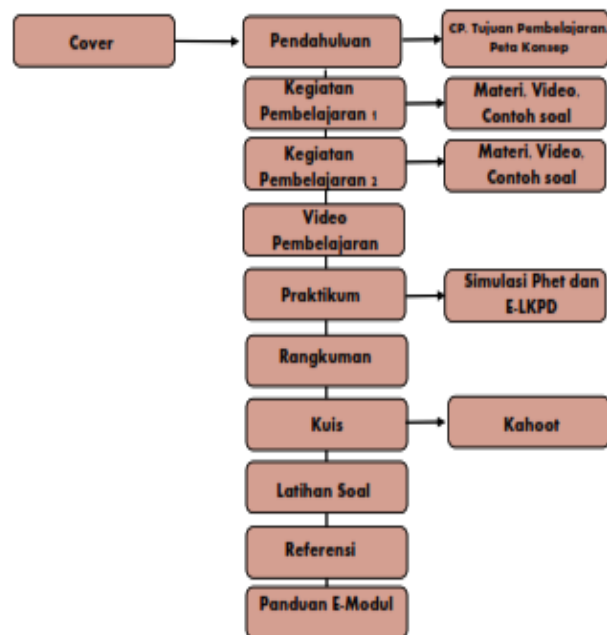 Cover
Pendahuluan
CP. Tujuan Pembelajaran.
Peta Konsep
Kegiatan
Pembelajaran 1
Materi. Video.
Contoh soal
Kegiatan
Pembelajaran 2
Materi. Video.
Contoh soal
Video
Pembelajaran
Praktikum
Simulasi Phet dan
E-LKPD
Rangkuman
Kuis
Kahoot
Latihan Soal
Referensi
Panduan E-Modul